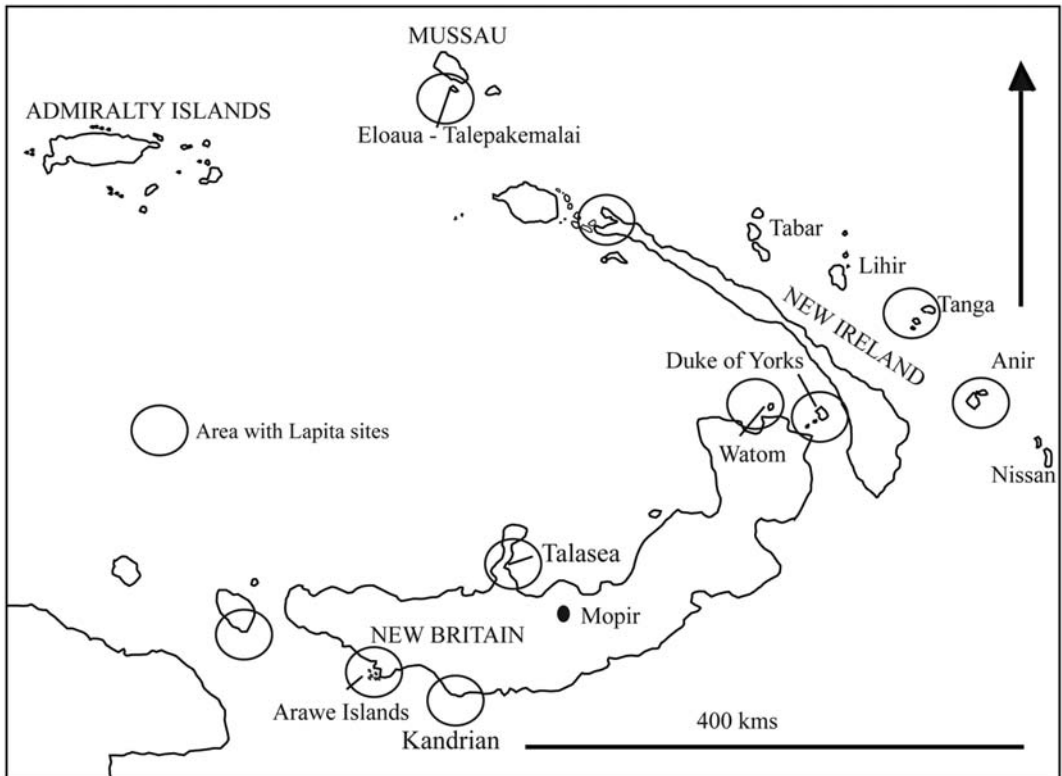 MUSSAU
ADMIRALTY ISLANDS
Eloaua - Talepakemalai
Tabar
Lihir
NEW IRELAND
Tanga
Duke of Yorks
Anir
Area with Lapita sites
Watom
Nissan
Talasea
Mopir
NEW BRITAIN
Arawe Islands
Kandrian
400 kms